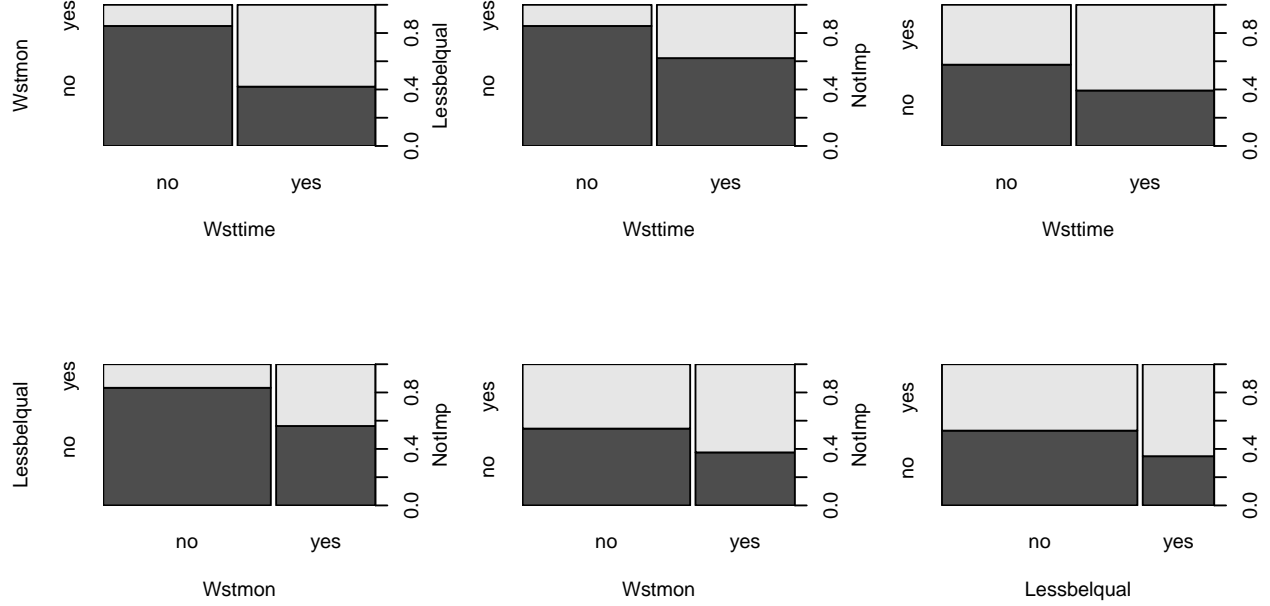 Wstmon
no yes
0.0 0.4 0.8
no yes
Wsttime
Lessbelqual
no yes
0.0 0.4 0.8
no yes
Wsttime
NotImp
no yes
0.0 0.4 0.8
no yes
Wsttime
Lessbelqual
no yes
0.0 0.4 0.8
no yes
Wstmon
NotImp
no yes
0.0 0.4 0.8
no yes
Wstmon
NotImp
no yes
0.0 0.4 0.8
no yes
Lessbelqual